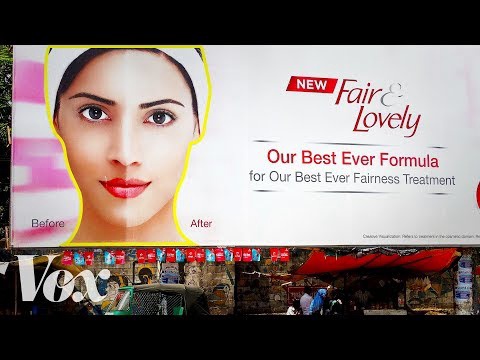 NEW
Fair &
Lovely
Our Best Ever Formula
for Our Best Ever Fairness Treatment
Before
After
Vox